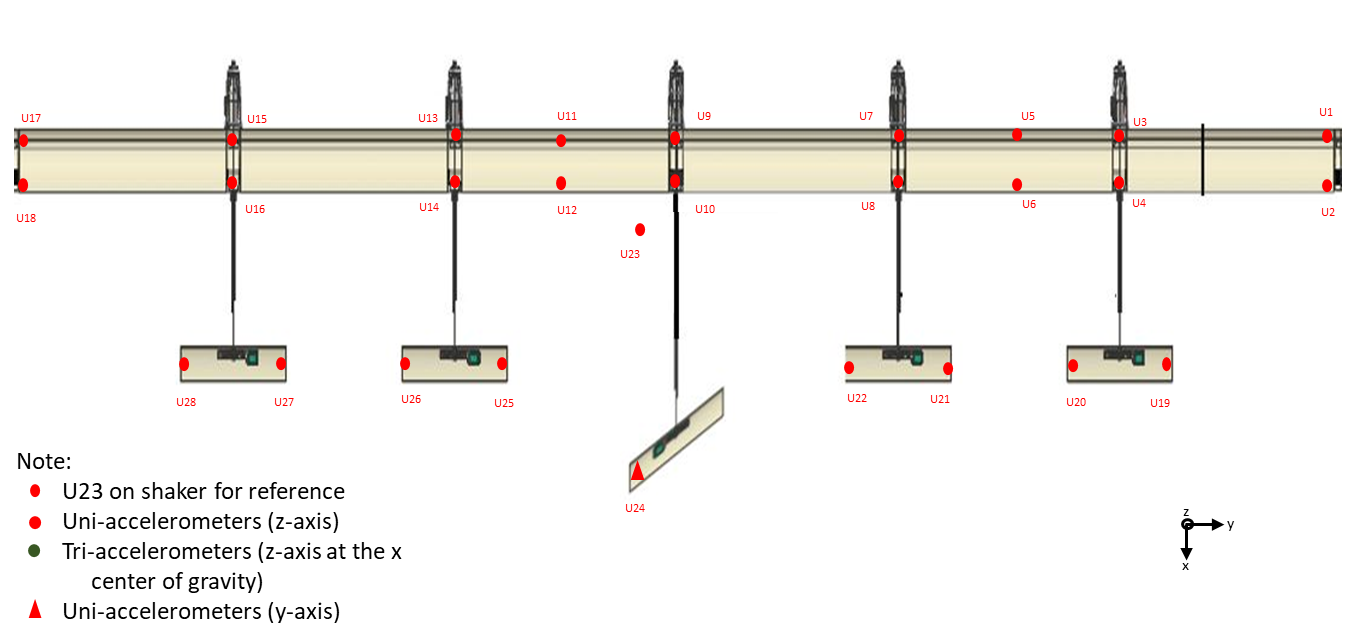 U17
U15
U13
U11
U9
U7
U5
U3
U1
U18
U16
U14
U12
U10
U8
U6
U4
U2
U23
U28
U27
U26
U25
U22
U21
U20
U19
U24
Note:
U23 on shaker for reference
Uni-accelerometers (z-axis)
Tri-accelerometers (z-axis at the x
center of gravity)
Uni-accelerometers (y-axis)
z
y
x